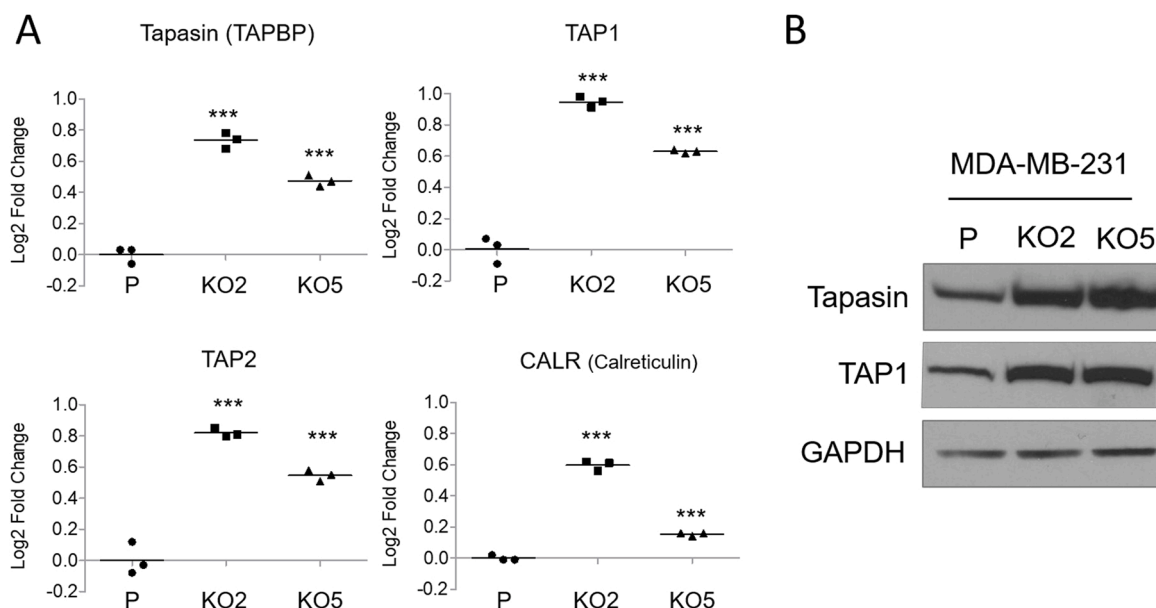 A
Tapasin (TAPBP)
Log2 Fold Change
1.0
0.8
0.6
0.4
0.2
0.0
-0.2
***
***
P KO2 KO5
TAP1
Log2 Fold Change
1.0
0.8
0.6
0.4
0.2
0.0
-0.2
***
***
P KO2 KO5
TAP2
Log2 Fold Change
1.0
0.8
0.6
0.4
0.2
0.0
-0.2
***
***
P KO2 KO5
CALR (Calreticulin)
Log2 Fold Change
1.0
0.8
0.6
0.4
0.2
0.0
-0.2
***
***
P KO2 KO5
B
MDA-MB-231
P KO2 KO5
Tapasin
TAP1
GAPDH